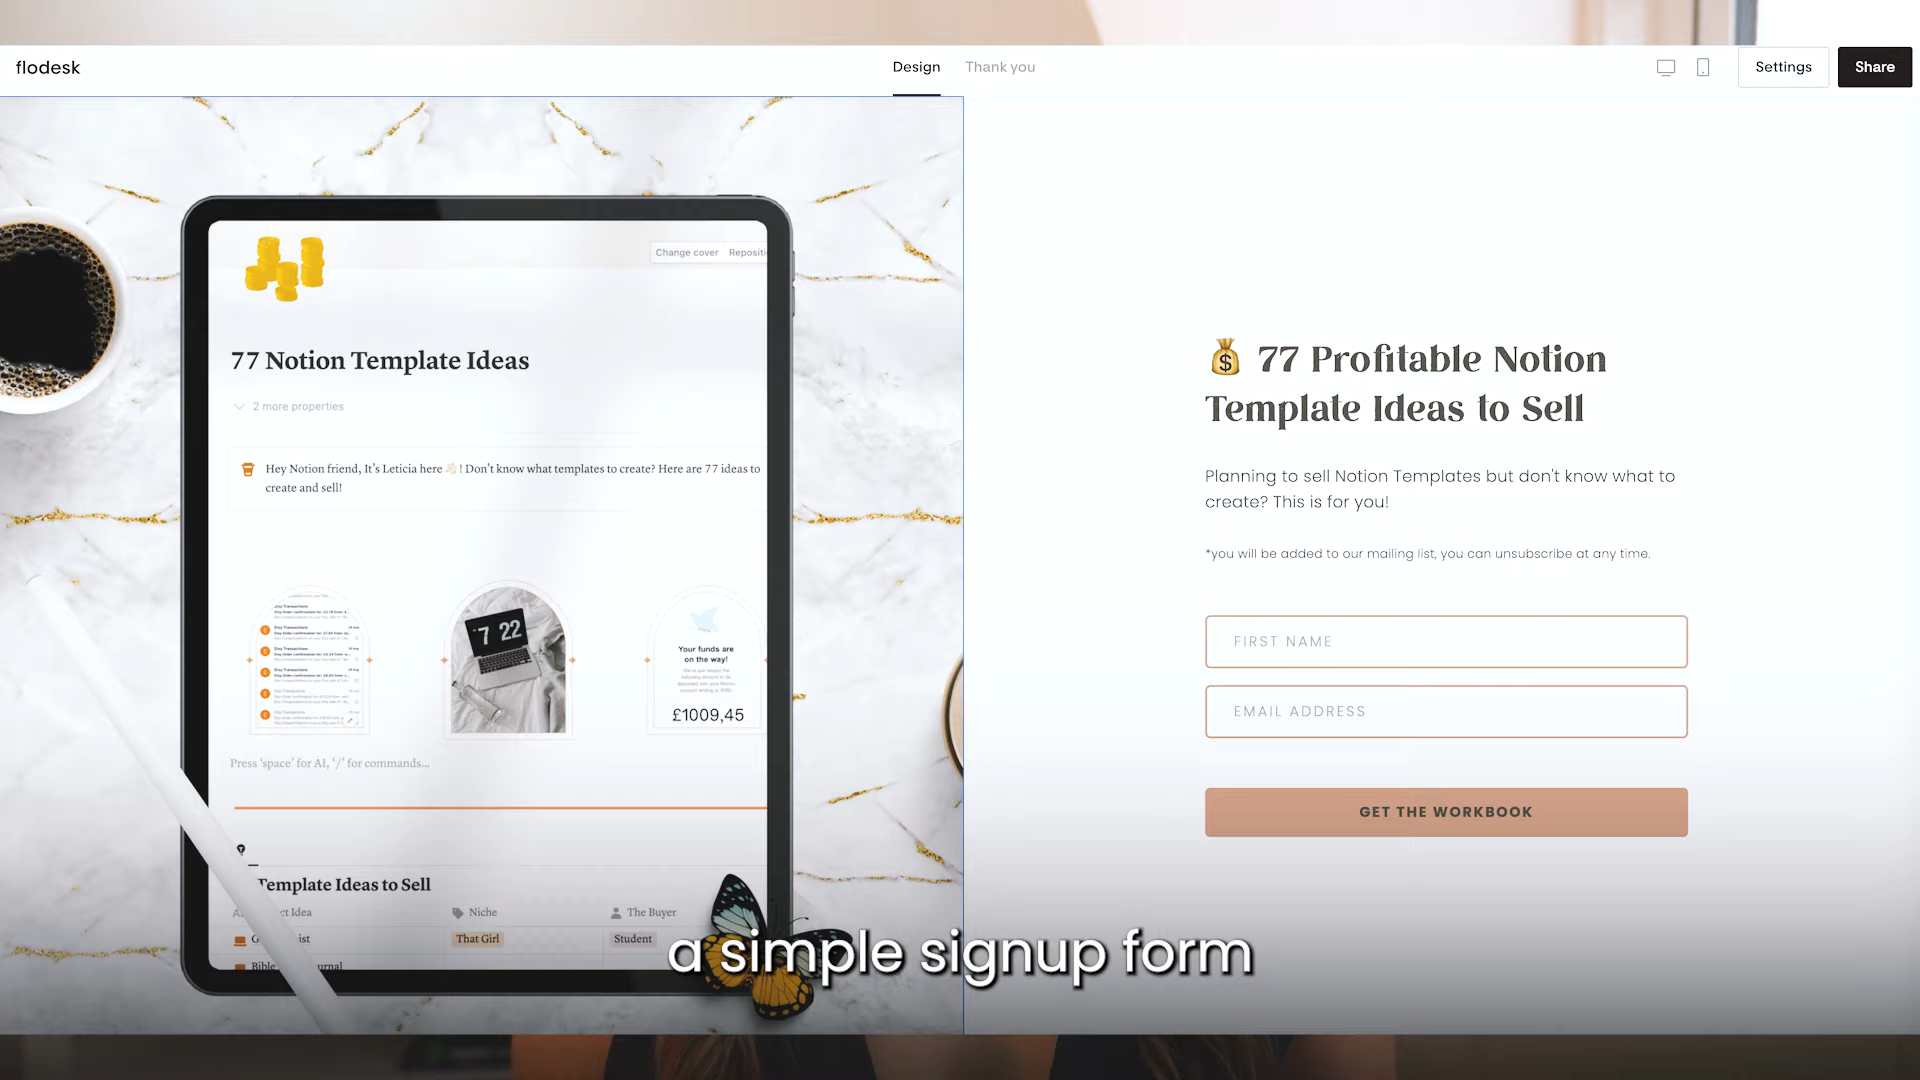 flodesk
Design
Thank you
Settings
Share
Change cover
7 22
77 Notion Template Ideas
2 more properties
Hey Notion friend, It's Leticia here 👋🏻 ! Don't know what templates to create? Here are 77 ideas to
create and sell!
Your funds are
on the way!
£1009,45
Press 'space' for AI, '/' for commands...
Template Ideas to Sell
Niche
The Buyer
That Girl
Student
💰 77 Profitable Notion
Template Ideas to Sell
Planning to sell Notion Templates but don't know what to
create? This is for you!
*you will be added to our mailing list, you can unsubscribe at any time.
FIRST NAME
EMAIL ADDRESS
GET THE WORKBOOK
a simple signup form